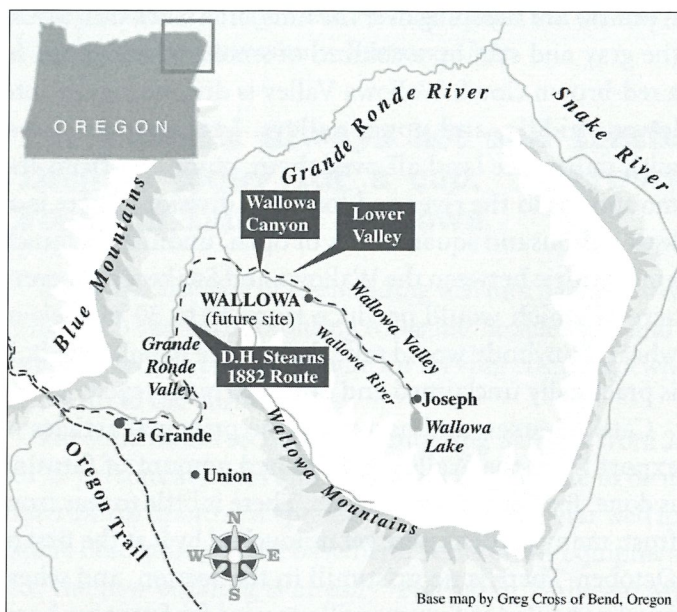 OREGON
Grande Ronde River
Snake River
Blue Mountains
Wallowa
Canyon
Lower
Valley
WALLOWA
(future site)
Wallowa Valley
Wallowa River
Grande
Ronde
Valley
D.H. Stearns
1882 Route
Joseph
Wallowa
Lake
La Grande
Union
Wallowa Mountains
Oregon Trail
N
W
E
S
Base map by Greg Cross of Bend, Oregon